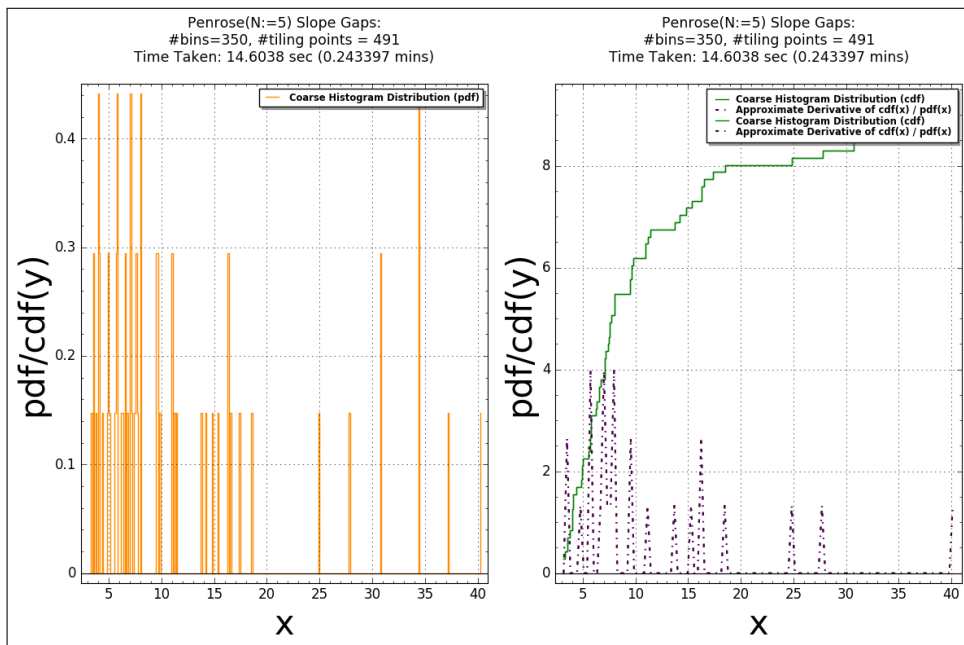 Penrose(N:=5) Slope Gaps:
#bins=350, #tiling points = 491
Time Taken: 14.6038 sec (0.243397 mins)
Coarse Histogram Distribution (pdf)
pdf/cdf(y)
0.4
0.3
0.2
0.1
0
5 10 15 20 25 30 35 40
x
Penrose(N:=5) Slope Gaps:
#bins=350, #tiling points = 491
Time Taken: 14.6038 sec (0.243397 mins)
Coarse Histogram Distribution (cdf)
Approximate Derivative of cdf(x) / pdf(x)
Coarse Histogram Distribution (cdf)
Approximate Derivative of cdf(x) / pdf(x)
pdf/cdf(y)
8
6
4
2
0
5 10 15 20 25 30 35 40
x